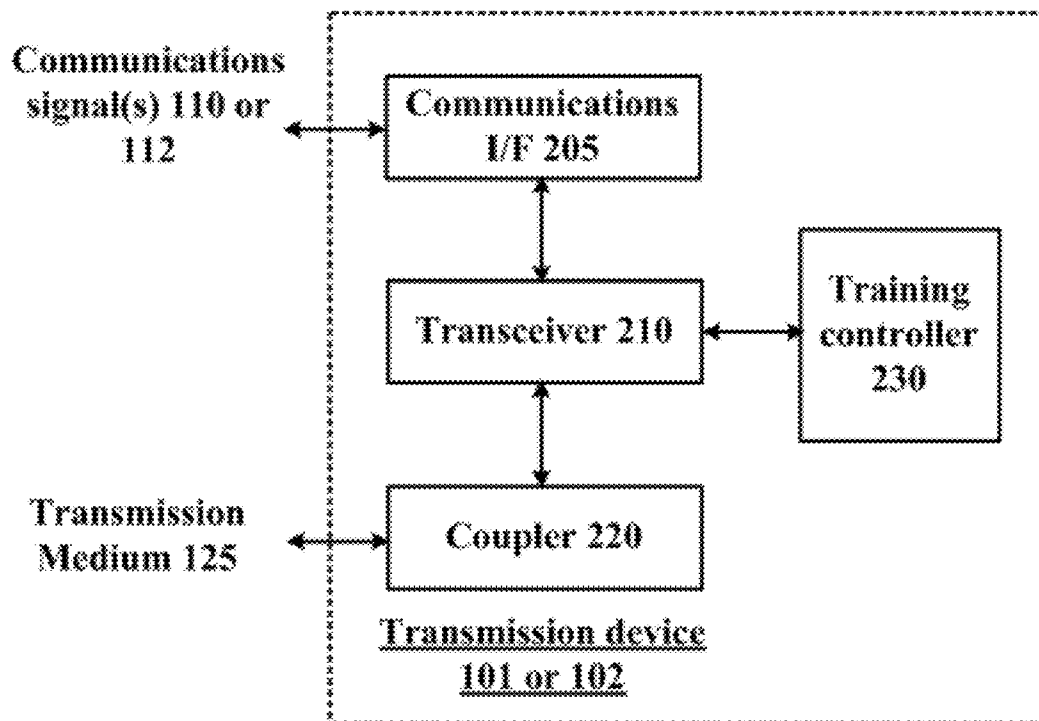 Communications
signal(s) 110 or
112
Communications
I/F 205
Transceiver 210
Training
controller
230
Transmission
Medium 125
Coupler 220
Transmission device
101 or 102